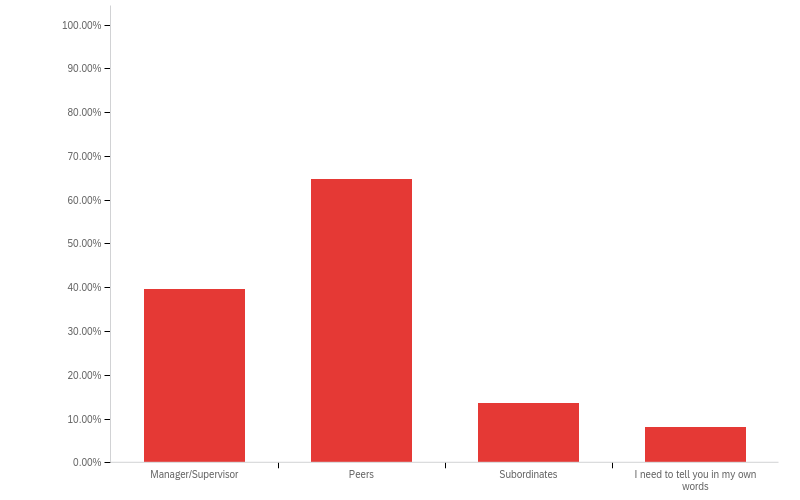 100.00%
90.00%
80.00%
70.00%
60.00%
50.00%
40.00%
30.00%
20.00%
10.00%
0.00%
Manager/Supervisor
Peers
Subordinates
I need to tell you in my own
words